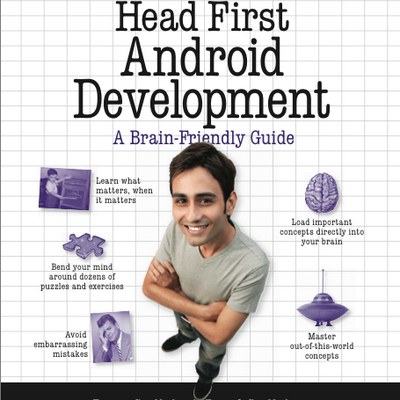 Head First
Android
Development
A Brain-Friendly Guide
Learn what
matters, when
it matters
Load important
concepts directly into
your brain
Bend your mind
around dozens of
puzzles and exercises
Avoid
embarrassing
mistakes
Master
out-of-this-world
concepts